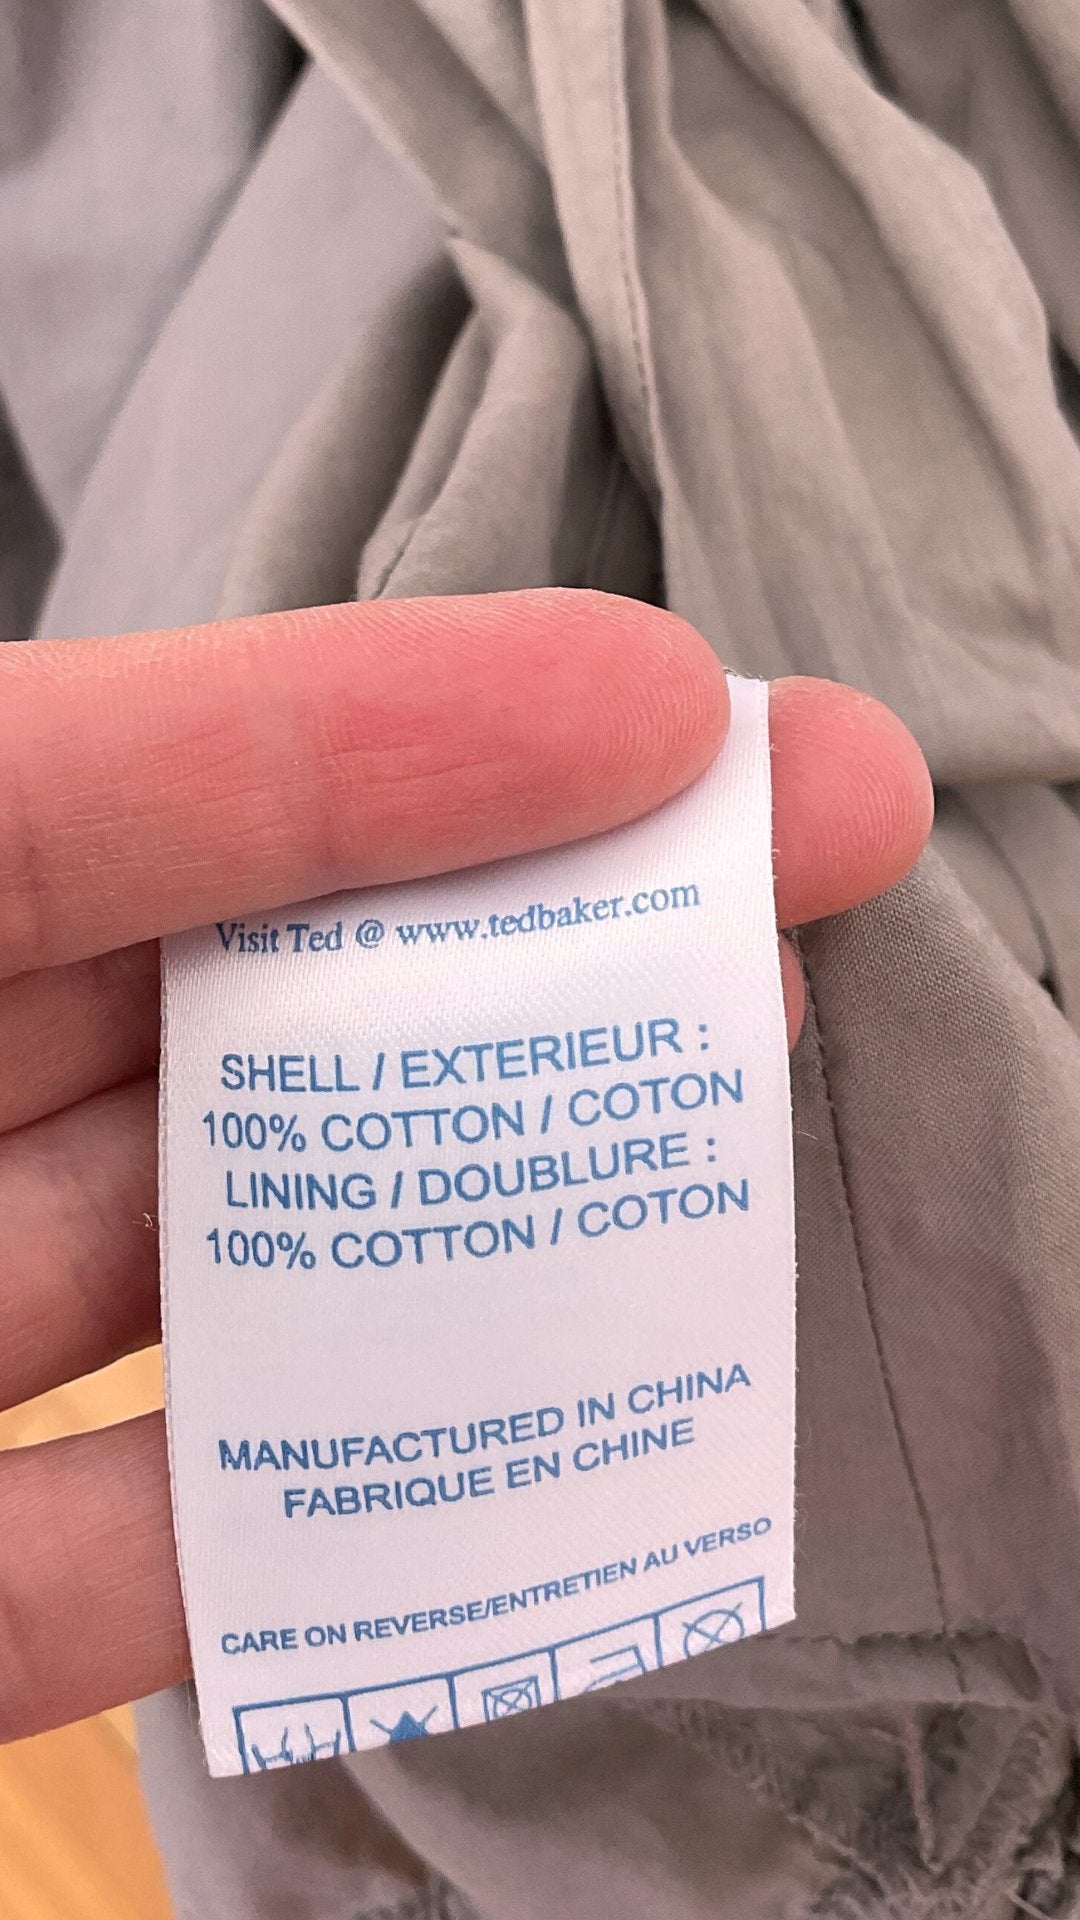 Visit Ted @ www.tedbaker.com
SHELL / EXTERIEUR :
100% COTTON / COTON
LINING / DOUBLURE :
100% COTTON / COTON
MANUFACTURED IN CHINA
FABRIQUE EN CHINE
CARE ON REVERSE/ENTRETIEN AU VERSO